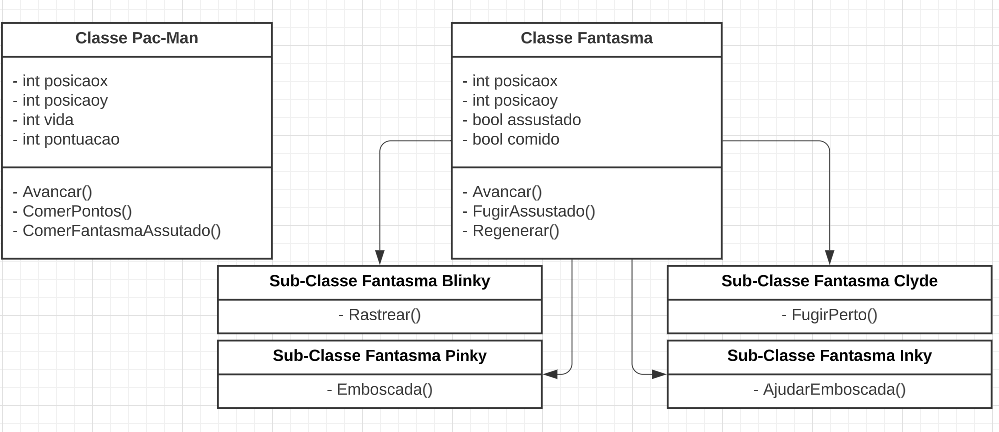 Classe Pac-Man
- int posicaox
- int posicaoy
- int vida
- int pontuacao
- Avancar()
- ComerPontos()
- ComerFantasmaAssutado()
Classe Fantasma
- int posicaox
- int posicaoy
- bool assustado
- bool comido
- Avancar()
- FugirAssustado()
- Regenerar()
Sub-Classe Fantasma Blinky
- Rastrear()
Sub-Classe Fantasma Clyde
- FugirPerto()
Sub-Classe Fantasma Pinky
- Emboscada()
Sub-Classe Fantasma Inky
- AjudarEmboscada()